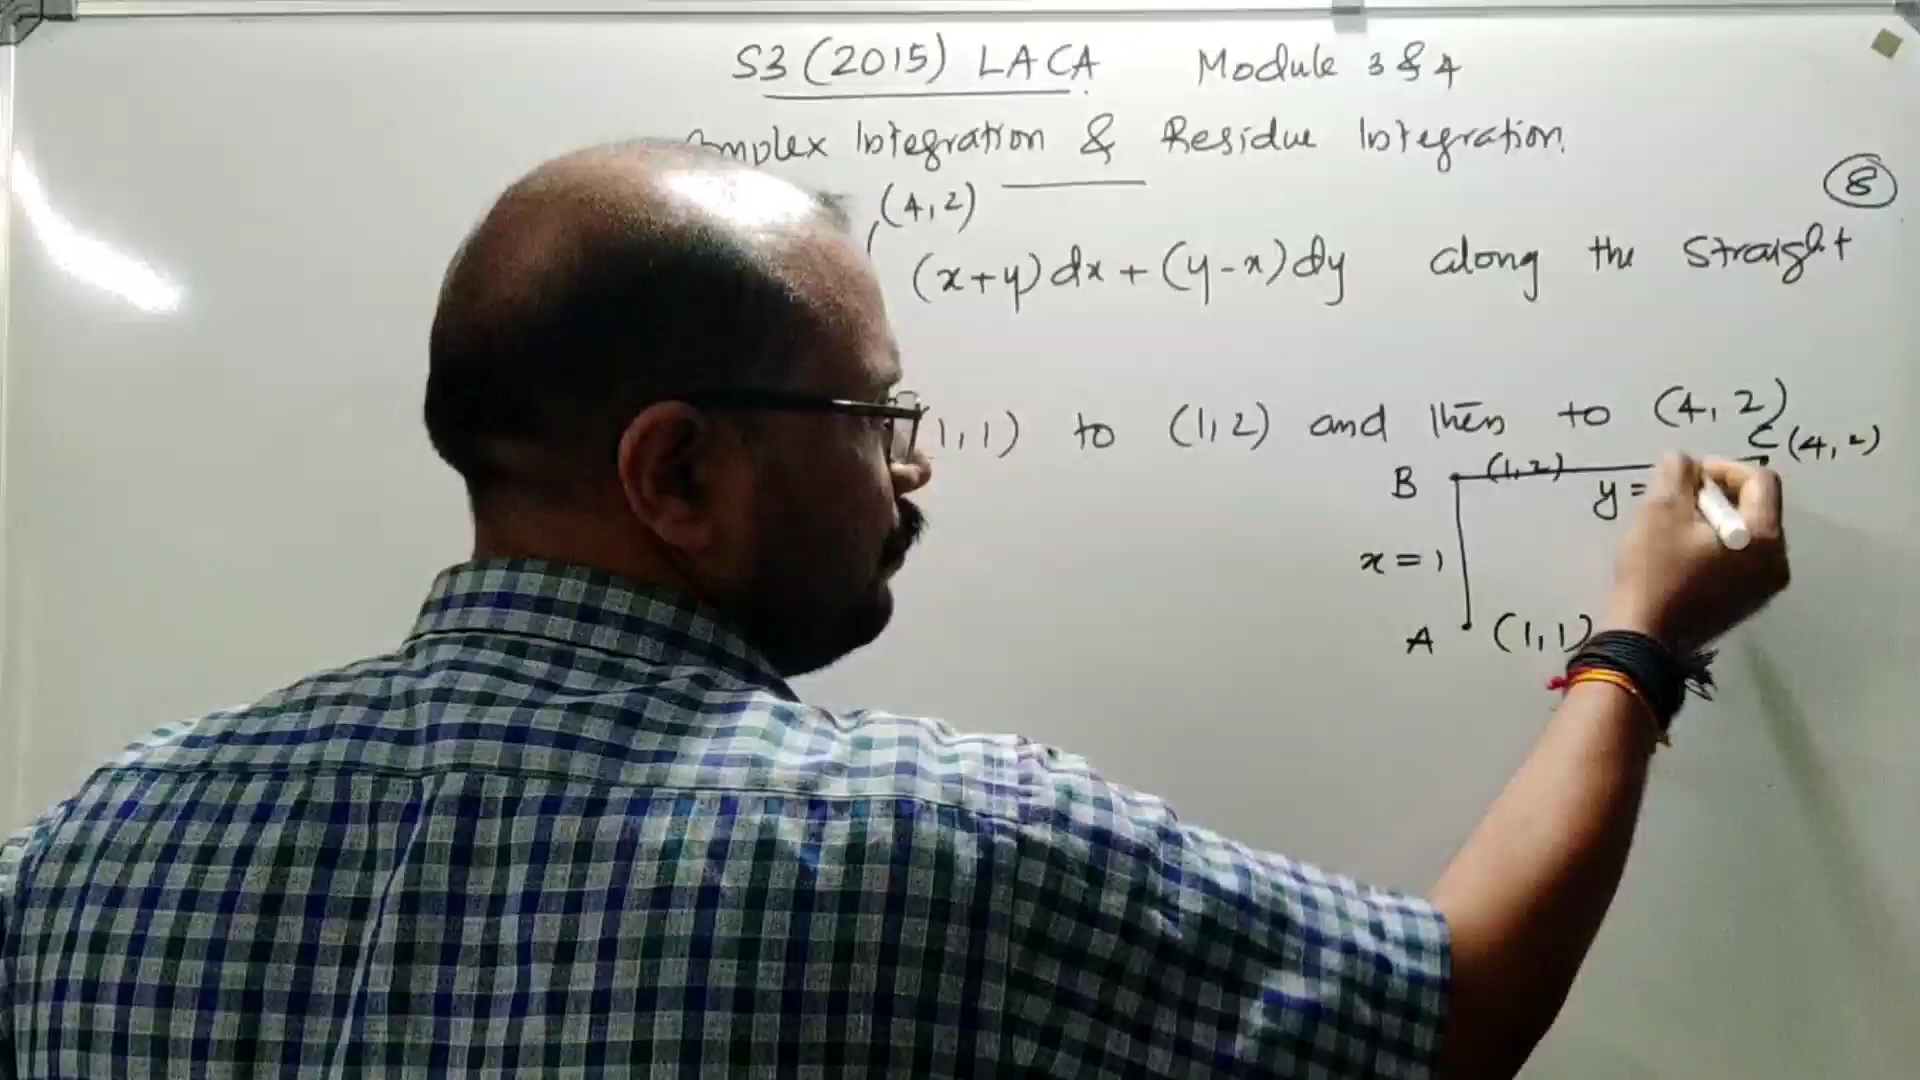 S3 (2015) LACA Module 3 & 4
Integration & Residue Integration.
8
(4,2)
(x+y)dx + (y-x)dy along the straight
1,1) to (1,2) and then to (4,2)
C (4,2)
B (1,2)
y =
x = 1
A (1,1)